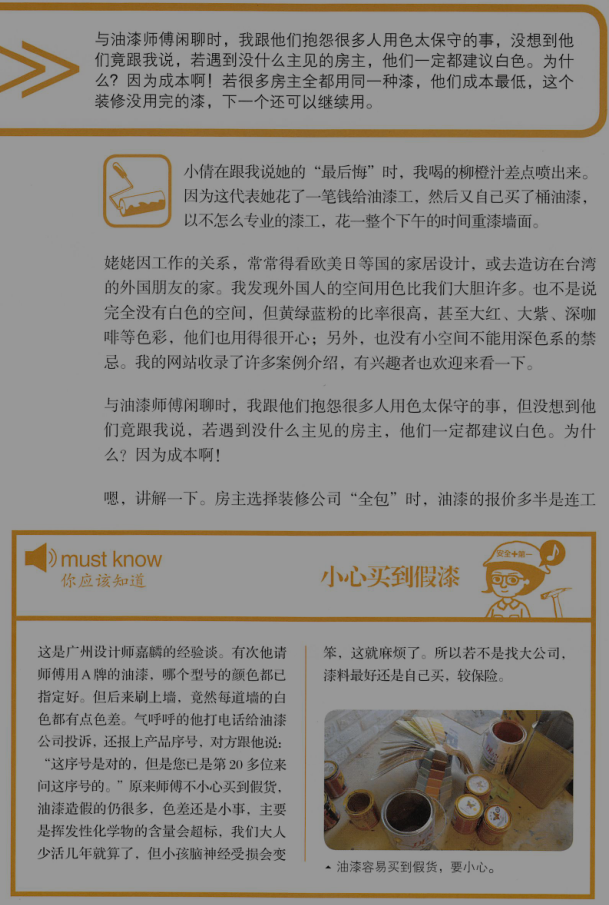 与油漆师傅闲聊时，我跟他们抱怨很多人用色太保守的事，没想到他
们竟跟我说，若遇到没什么主见的房主，他们一定都建议白色。为什
么？因为成本啊！若很多房主全都用同一种漆，他们成本最低，这个
装修没用完的漆，下一个还可以继续用。
小倩在跟我说她的“最后悔”时，我喝的柳橙汁差点喷出来。
因为这代表她花了一笔钱给油漆工，然后又自己买了桶油漆，
以不怎么专业的漆工，花一整个下午的时间重漆墙面。
姥姥因工作的关系，常常得看欧美日等国的家居设计，或去造访在台湾
的外国朋友的家。我发现外国人的空间用色比我们大胆许多。也不是说
完全没有白色的空间，但黄绿蓝粉的比率很高，甚至大红、大紫、深咖
啡等色彩，他们也用得很开心；另外，也没有小空间不能用深色系的禁
忌。我的网站收录了许多案例介绍，有兴趣者也欢迎来看一下。
与油漆师傅闲聊时，我跟他们抱怨很多人用色太保守的事，但没想到他
们竟跟我说，若遇到没什么主见的房主，他们一定都建议白色。为什
么？因为成本啊！
嗯，讲解一下。房主选择装修公司“全包”时，油漆的报价多半是连工
must know
你应该知道
小心买到假漆
安全第一
这是广州设计师嘉麟的经验谈。有次他请
师傅用A牌的油漆，哪个型号的颜色都已
指定好。但后来刷上墙，竟然每道墙的白
色都有点色差。气呼呼的他打电话给油漆
公司投诉，还报上产品序号，对方跟他说：
“这序号是对的，但是您已是第20多位来
问这序号的。”原来师傅不小心买到假货，
油漆造假的仍很多，色差还是小事，主要
是挥发性化学物的含量会超标，我们大人
少活几年就算了，但小孩脑神经受损会变
笨，这就麻烦了。所以若不是找大公司，
漆料最好还是自己买，较保险。
油漆容易买到假货，要小心。